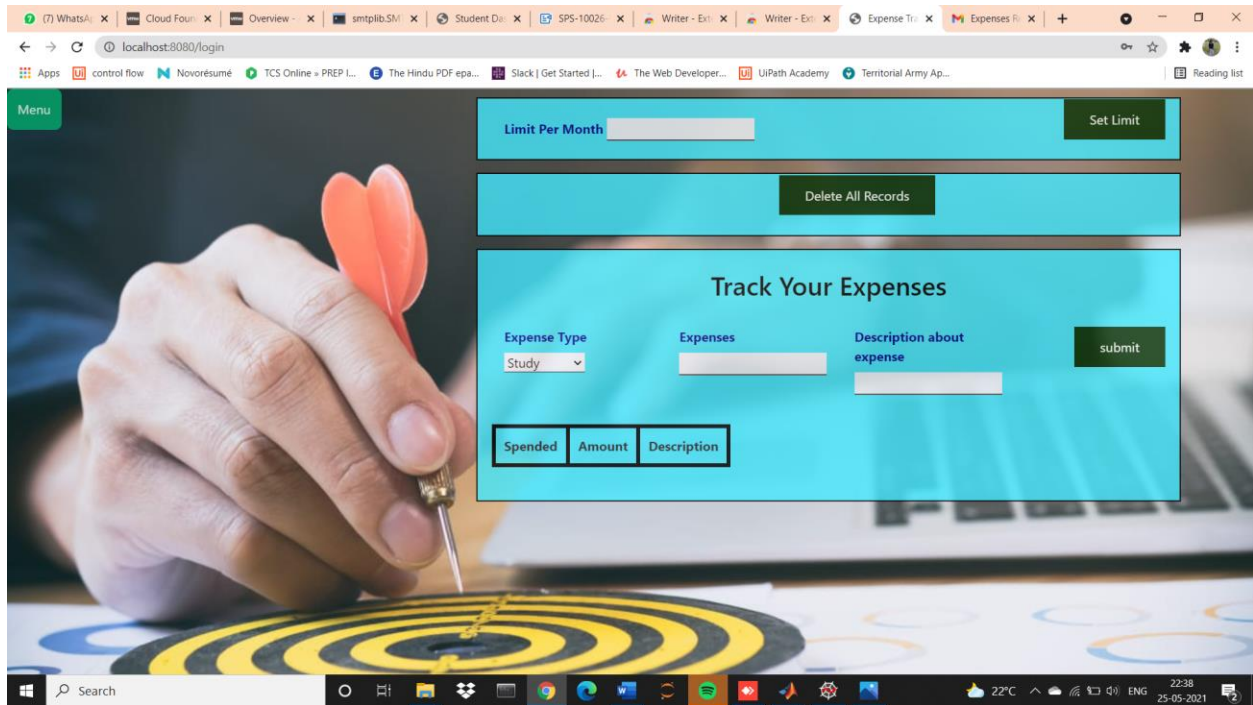 (7) WhatsA
Cloud Foun
Overview -
smtplib.SM
Student Da
SPS-10026-
Writer - Ext
Writer - Ext
Expense Tra
Expenses R
localhost:8080/login
Apps
control flow
Novorésumé
TCS Online » PREP I...
The Hindu PDF epa...
Slack | Get Started |...
The Web Developer...
UiPath Academy
Territorial Army Ap...
Reading list
Menu
Limit Per Month
Set Limit
Delete All Records
Track Your Expenses
Expense Type
Expenses
Description about
expense
Study
submit
Spended Amount Description
Search
22°C
ENG
22:38
25-05-2021